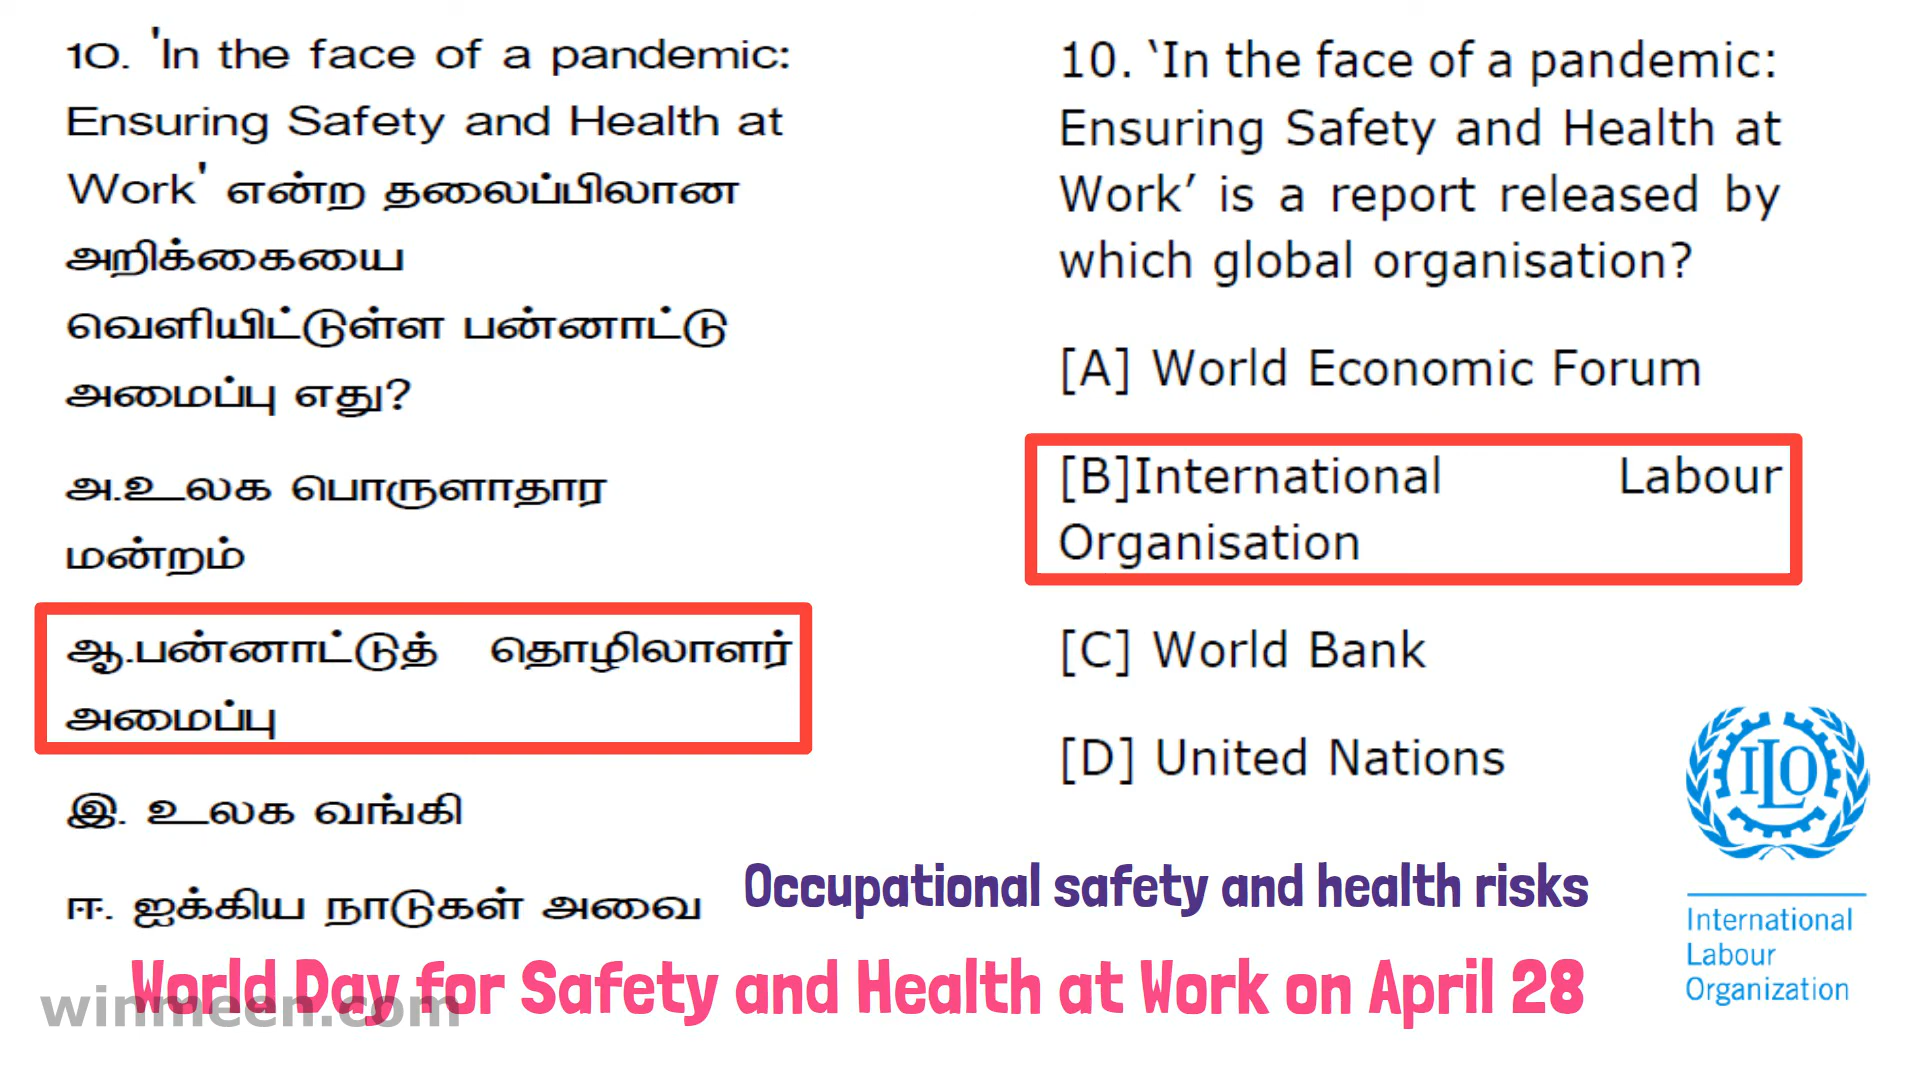 10. 'In the face of a pandemic:
Ensuring Safety and Health at
Work' என்ற தலைப்பிலான
அறிக்கையை
வெளியிட்டுள்ள பன்னாட்டு
அமைப்பு எது?
அ.உலக பொருளாதார
மன்றம்
ஆ.பன்னாட்டுத் தொழிலாளர்
அமைப்பு
இ. உலக வங்கி
ஈ. ஐக்கிய நாடுகள் அவை
10. ‘In the face of a pandemic:
Ensuring Safety and Health at
Work’ is a report released by
which global organisation?
[A] World Economic Forum
[B]International Labour
Organisation
[C] World Bank
[D] United Nations
ILO
International
Labour
Organization
Occupational safety and health risks
World Day for Safety and Health at Work on April 28
winmeen.com